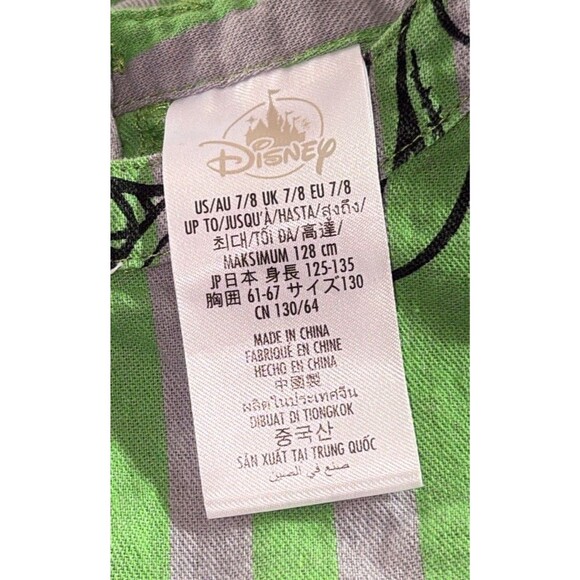 Disney
US/AU 7/8 UK 7/8 EU 7/8
UP TO/JUSQU'À/HASTA/สูงถึง/
최대/TỐI ĐA/高達/
MAKSIMUM 128 cm
JP日本 身長 125-135
胸囲 61-67 サイズ130
CN 130/64
MADE IN CHINA
FABRIQUÉ EN CHINE
HECHO EN CHINA
中國製
ผลิตในประเทศจีน
DIBUAT DI TIONGKOK
중국산
SẢN XUẤT TẠI TRUNG QUỐC
صنع في الصين